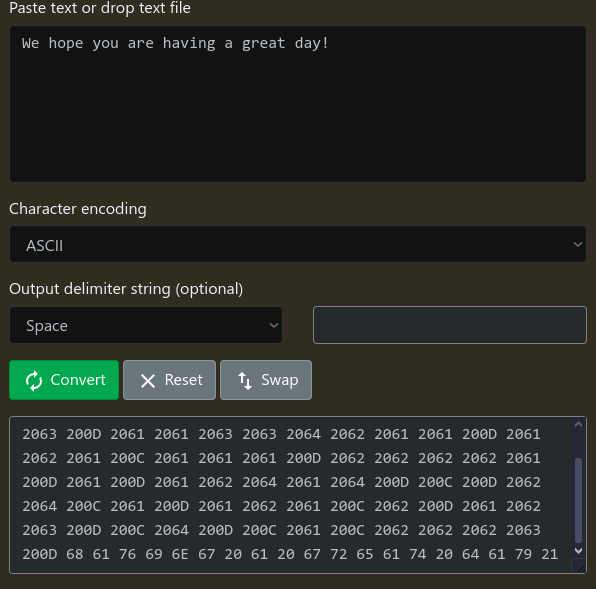 Paste text or drop text file
We hope you are having a great day!
Character encoding
ASCII
Output delimiter string (optional)
Space
Convert Reset Swap
2063 200D 2061 2061 2063 2063 2064 2062 2061 2061 200D 2061
2062 2061 200C 2061 2061 2061 200D 2062 2062 2062 2062 2061
200D 2061 200D 2061 2062 2064 2061 2064 200D 200C 200D 2062
2064 200C 2061 200D 2061 2062 2061 200C 2062 200D 2061 2062
2063 200D 200C 2064 200D 200C 2061 200C 2062 2062 2062 2063
200D 68 61 76 69 6E 67 20 61 20 67 72 65 61 74 20 64 61 79 21